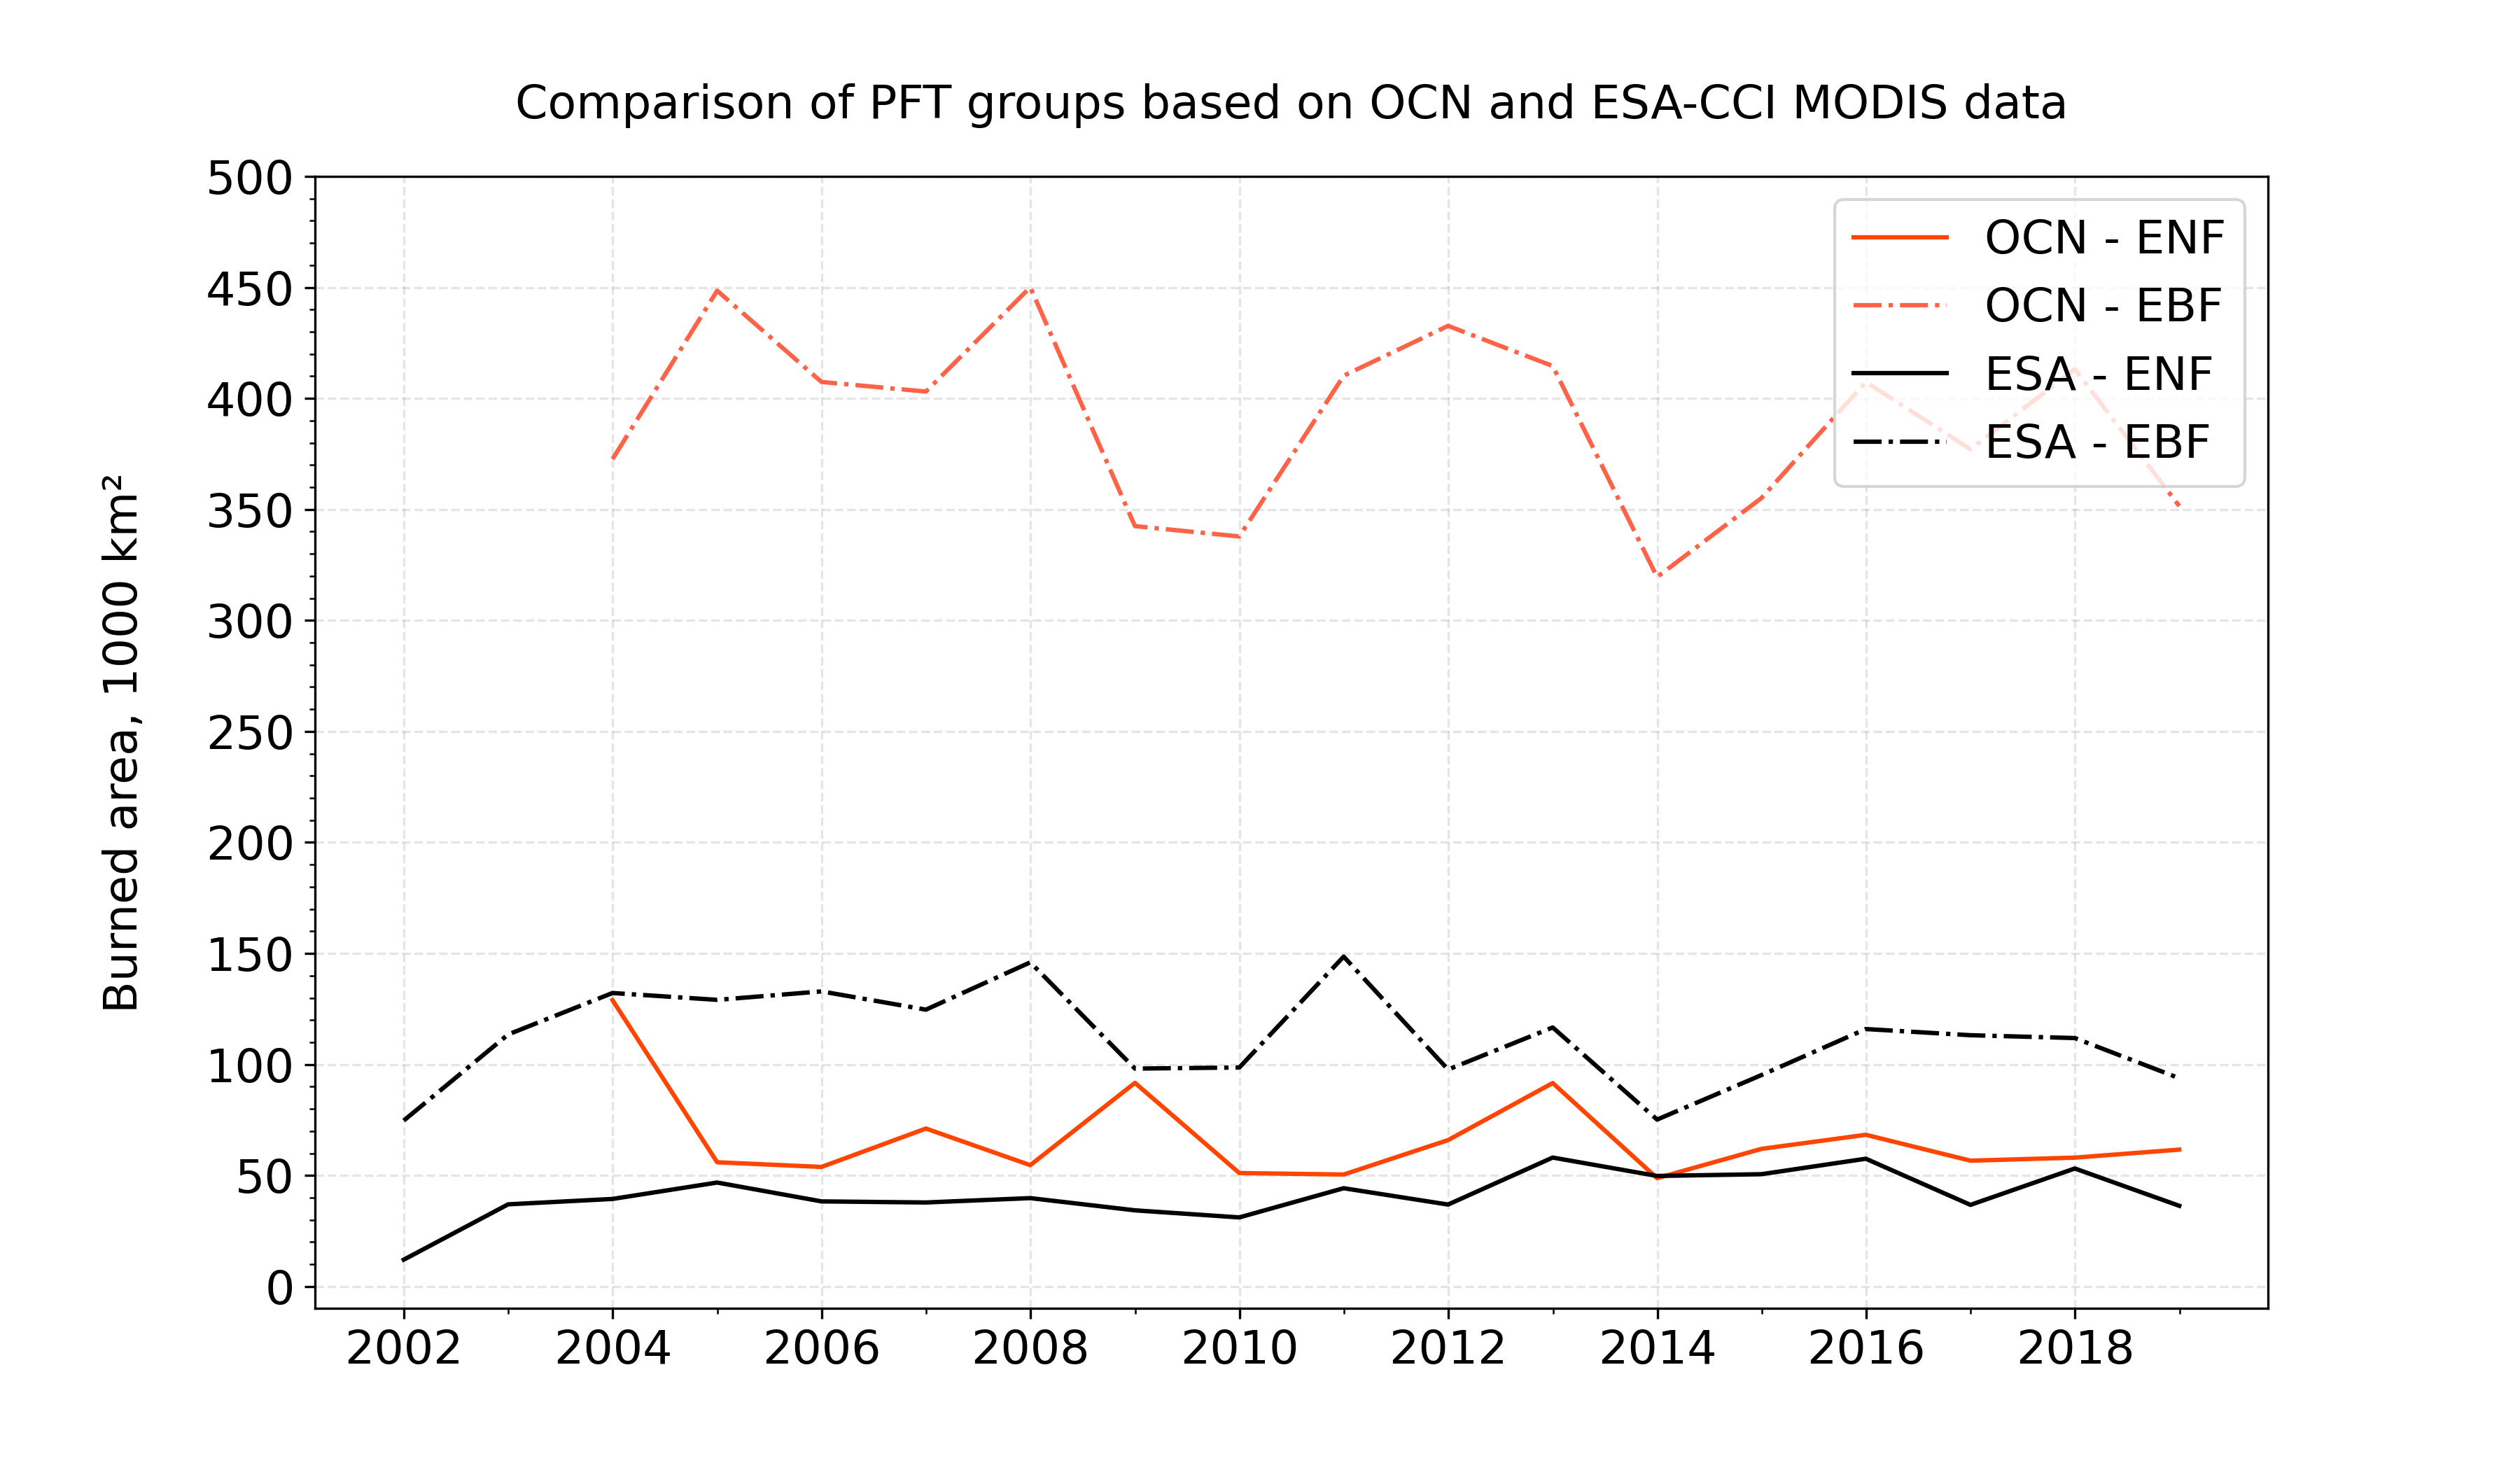 Comparison of PFT groups based on OCN and ESA-CCI MODIS data
500
450
400
350
300
250
200
150
100
50
0
Burned area, 1000 km²
OCN - ENF
OCN - EBF
ESA - ENF
ESA - EBF
2002 2004 2006 2008 2010 2012 2014 2016 2018